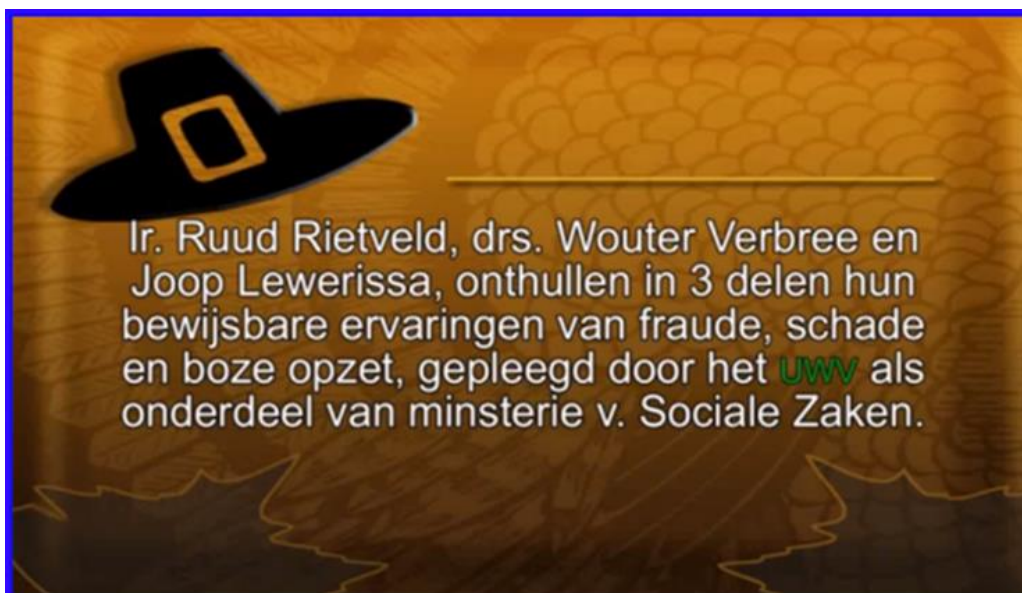 Ir. Ruud Rietveld, drs. Wouter Verbree en
Joop Lewerissa, onthullen in 3 delen hun
bewijsbare ervaringen van fraude, schade
en boze opzet, gepleegd door het UWV als
onderdeel van minsterie v. Sociale Zaken.